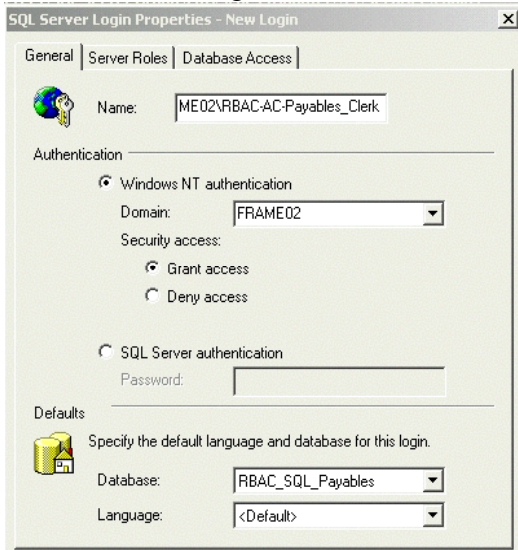 SQL Server Login Properties - New Login
General Server Roles Database Access
Name: ME02\RBAC-AC-Payables_Clerk
Authentication
Windows NT authentication
Domain: FRAME02
Security access:
Grant access
Deny access
SQL Server authentication
Password:
Defaults
Specify the default language and database for this login.
Database: RBAC_SQL_Payables
Language: <Default>